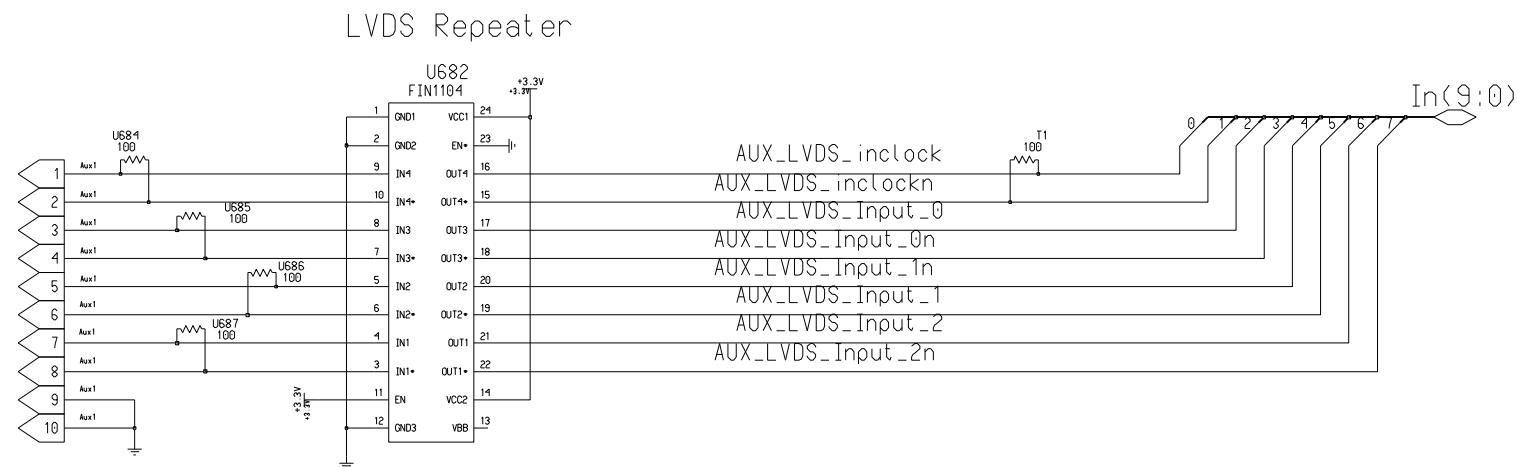 LVDS Repeater
U682
FIN1104
+3.3V
+3.3V
In(9:0)
1 GND1 VCC1 24
0 1 2 3 4 5 6 7
U684
100
2 GND2 EN* 23
T1
100
AUX_LVDS_inclock
1 Aux1 9 IN4 OUT4 16
AUX_LVDS_inclockn
2 Aux1 10 IN4* OUT4* 15
U685
100
AUX_LVDS_Input_0
3 Aux1 8 IN3 OUT3 17
AUX_LVDS_Input_0n
4 Aux1 7 IN3* OUT3* 18
U686
100
AUX_LVDS_Input_1n
5 Aux1 5 IN2 OUT2 20
AUX_LVDS_Input_1
6 Aux1 6 IN2* OUT2* 19
U687
100
AUX_LVDS_Input_2
7 Aux1 4 IN1 OUT1 21
AUX_LVDS_Input_2n
8 Aux1 3 IN1* OUT1* 22
+3.3V
+3.3V
9 Aux1 11 EN VCC2 14
10 Aux1 12 GND3 VBB 13